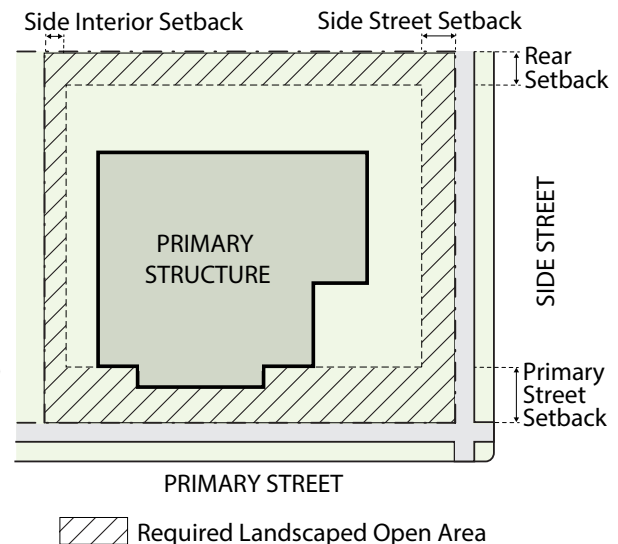 Side Interior Setback
Side Street Setback
Rear
Setback
PRIMARY
STRUCTURE
SIDE STREET
Primary
Street
Setback
PRIMARY STREET
Required Landscaped Open Area